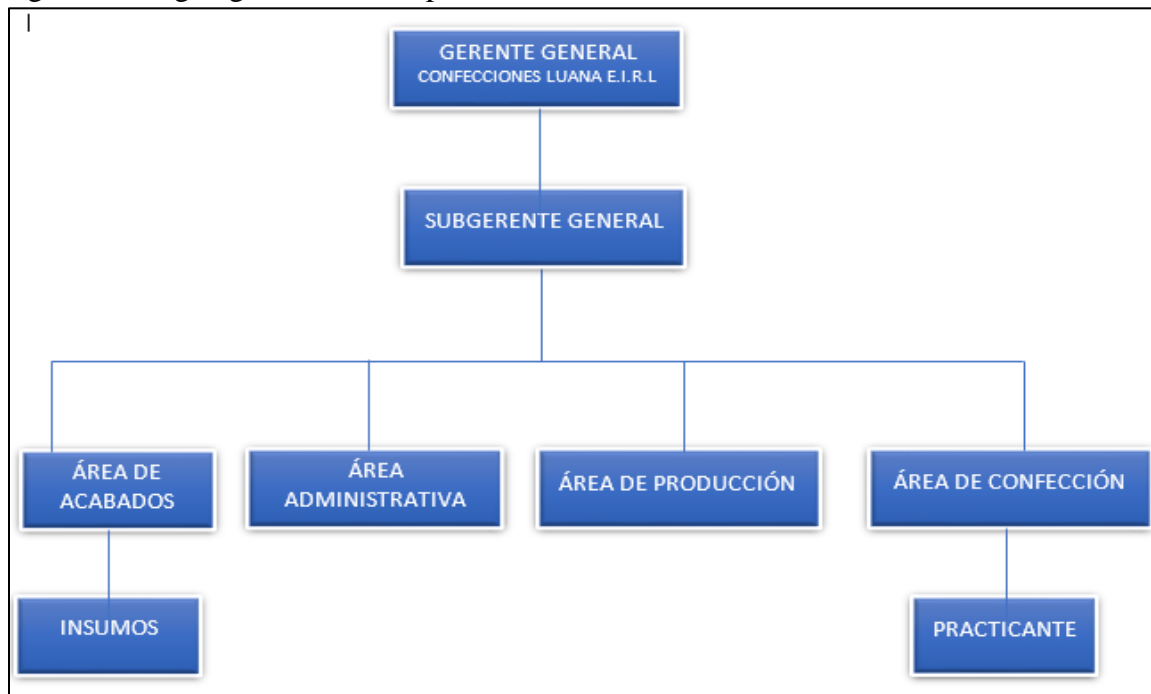 GERENTE GENERAL
CONFECCIONES LUANA E.I.R.L
SUBGERENTE GENERAL
ÁREA DE
ACABADOS
ÁREA
ADMINISTRATIVA
ÁREA DE PRODUCCIÓN
ÁREA DE CONFECCIÓN
INSUMOS
PRACTICANTE